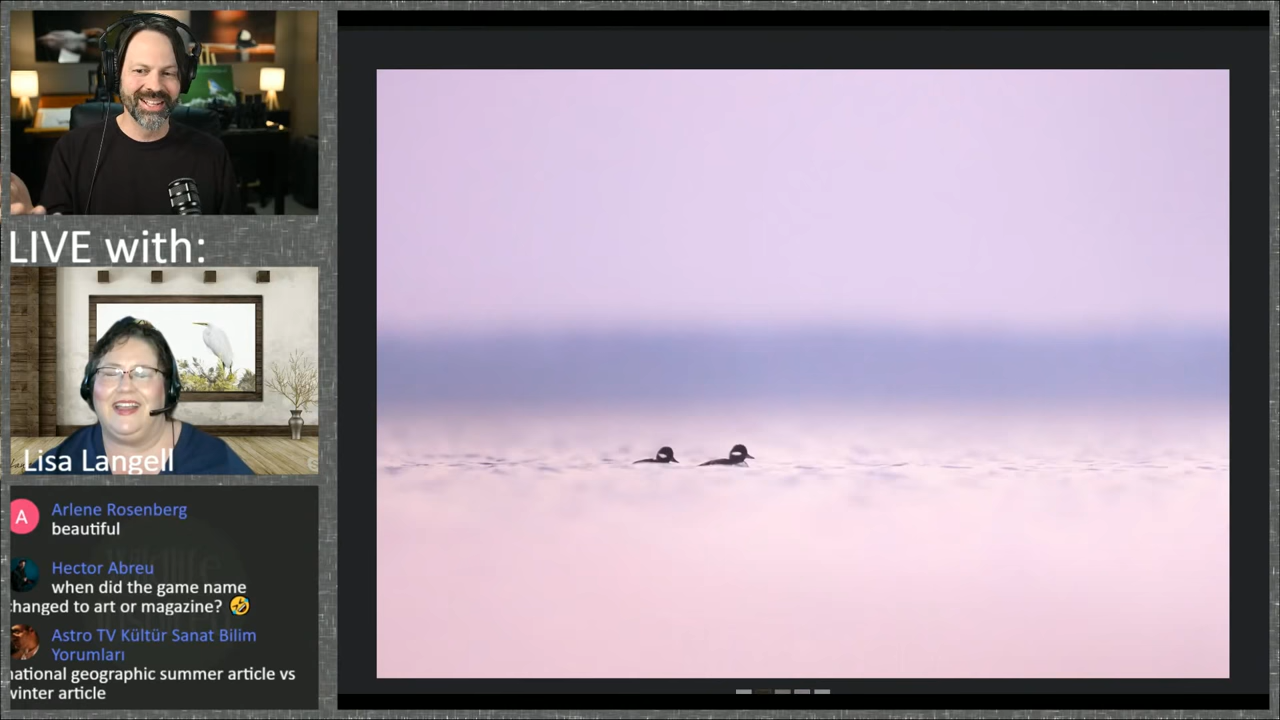 LIVE with:
Lisa Langell
A
Arlene Rosenberg
beautiful
Hector Abreu
when did the game name
hanged to art or magazine? 🤣
Astro TV Kültür Sanat Bilim
Yorumları
national geographic summer article vs
winter article